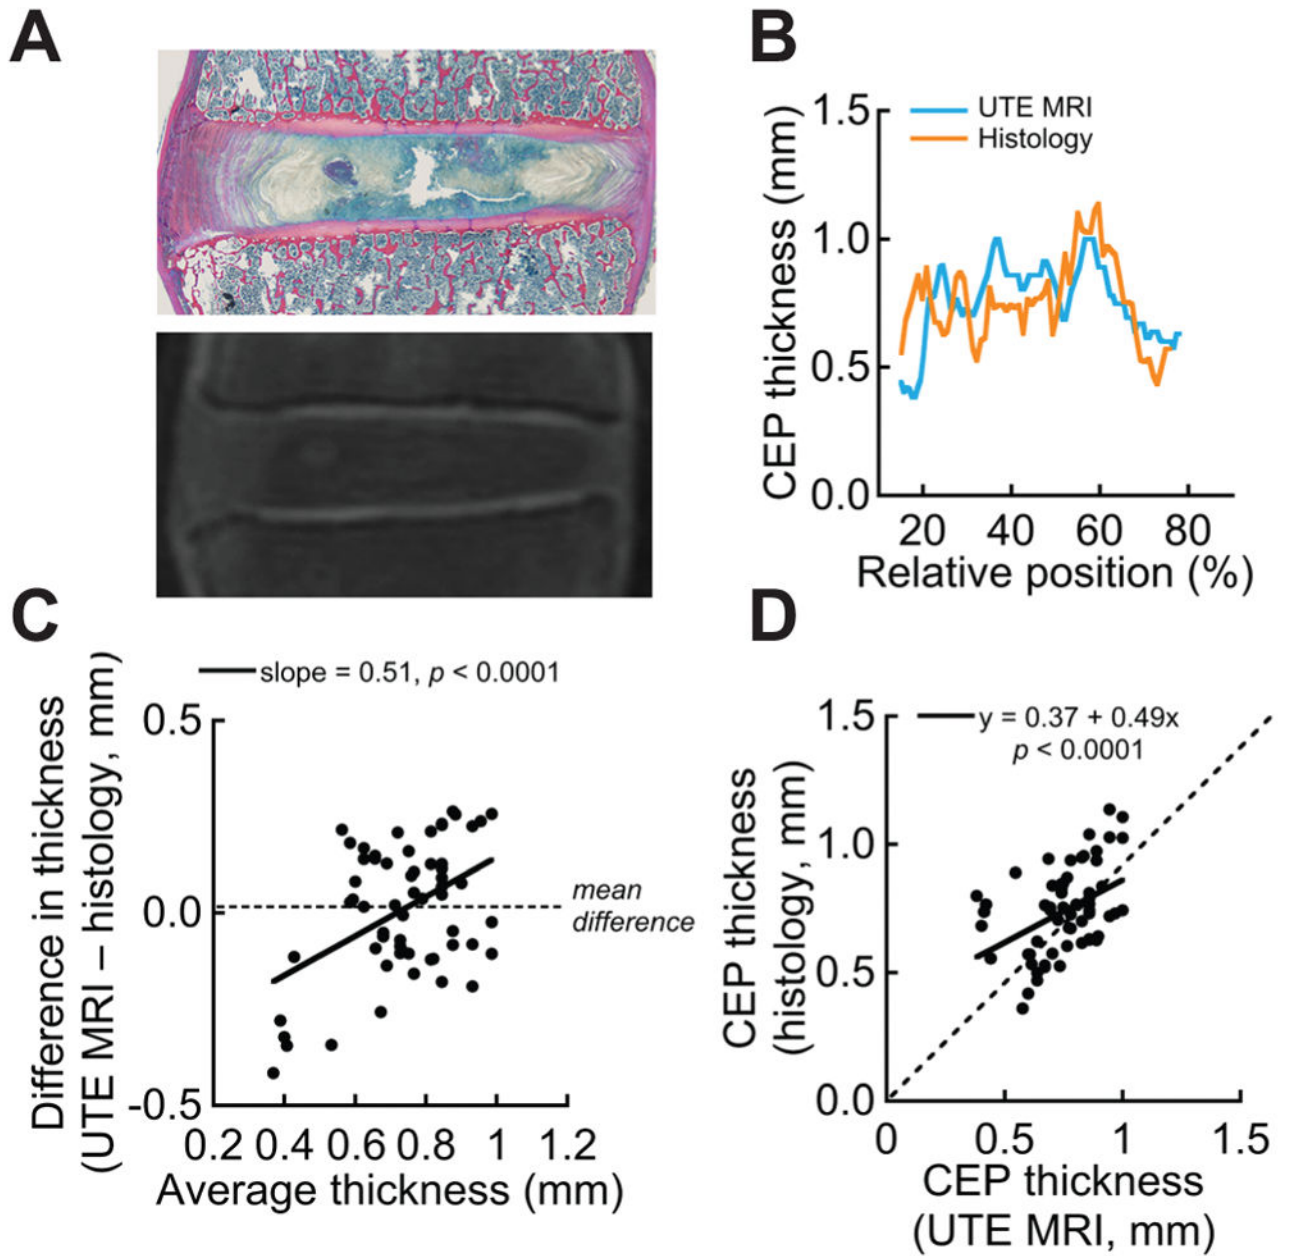 A
B
CEP thickness (mm)
1.5
1.0
0.5
0.0
UTE MRI
Histology
20 40 60 80
Relative position (%)
C
Difference in thickness
(UTE MRI – histology, mm)
slope = 0.51, p < 0.0001
0.5
0.0
-0.5
mean
difference
0.2 0.4 0.6 0.8 1 1.2
Average thickness (mm)
D
CEP thickness
(histology, mm)
y = 0.37 + 0.49x
p < 0.0001
1.5
1.0
0.5
0.0
0 0.5 1 1.5
CEP thickness
(UTE MRI, mm)